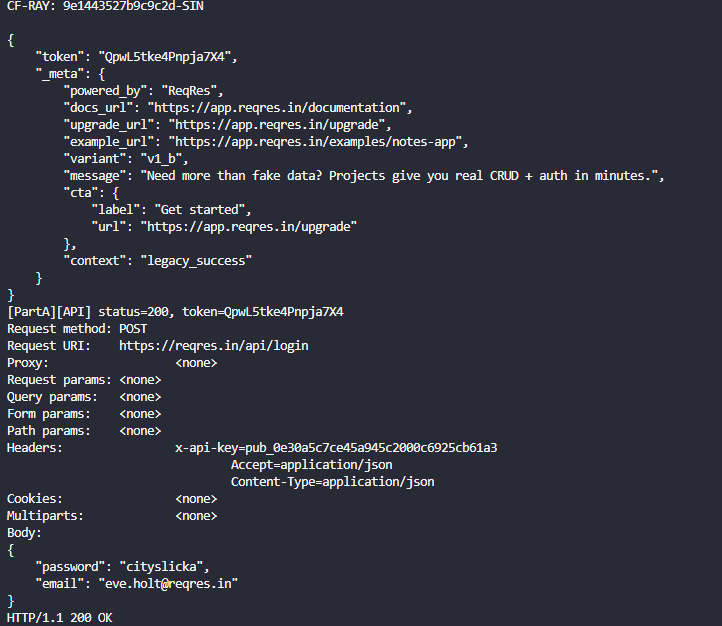 CF-RAY: 9e1443527b9c9c2d-SIN
{
    "token": "QpwL5tke4Pnpja7X4",
    "_meta": {
        "powered_by": "ReqRes",
        "docs_url": "https://app.reqres.in/documentation",
        "upgrade_url": "https://app.reqres.in/upgrade",
        "example_url": "https://app.reqres.in/examples/notes-app",
        "variant": "v1_b",
        "message": "Need more than fake data? Projects give you real CRUD + auth in minutes.",
        "cta": {
            "label": "Get started",
            "url": "https://app.reqres.in/upgrade"
        },
        "context": "legacy_success"
    }
}
[PartA][API] status=200, token=QpwL5tke4Pnpja7X4
Request method: POST
Request URI:    https://reqres.in/api/login
Proxy:                  <none>
Request params: <none>
Query params:   <none>
Form params:    <none>
Path params:    <none>
Headers:                x-api-key=pub_0e30a5c7ce45a945c2000c6925cb61a3
                                Accept=application/json
                                Content-Type=application/json
Cookies:                <none>
Multiparts:             <none>
Body:
{
    "password": "cityslicka",
    "email": "eve.holt@reqres.in"
}
HTTP/1.1 200 OK